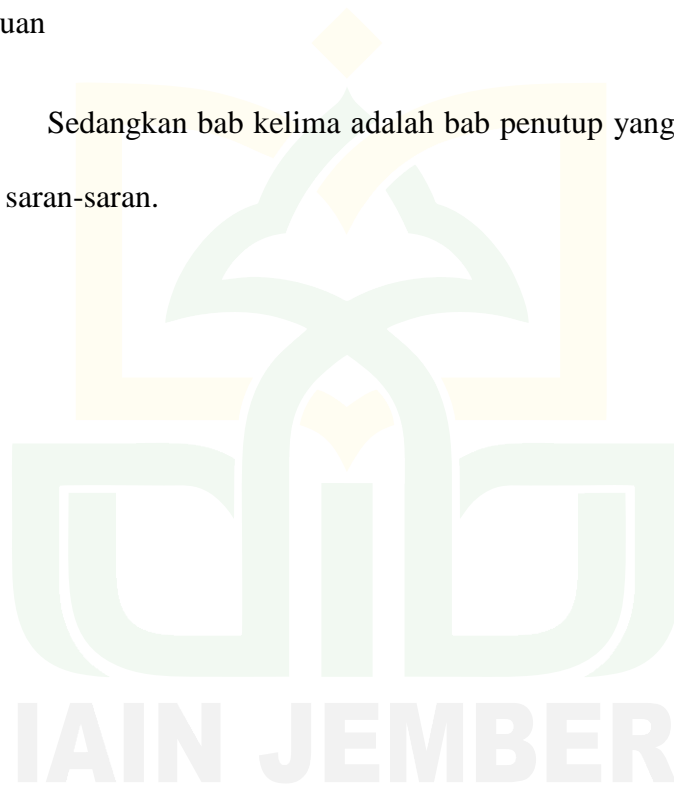 uan
Sedangkan bab kelima adalah bab penutup yang
saran-saran.
IAIN JEMBER